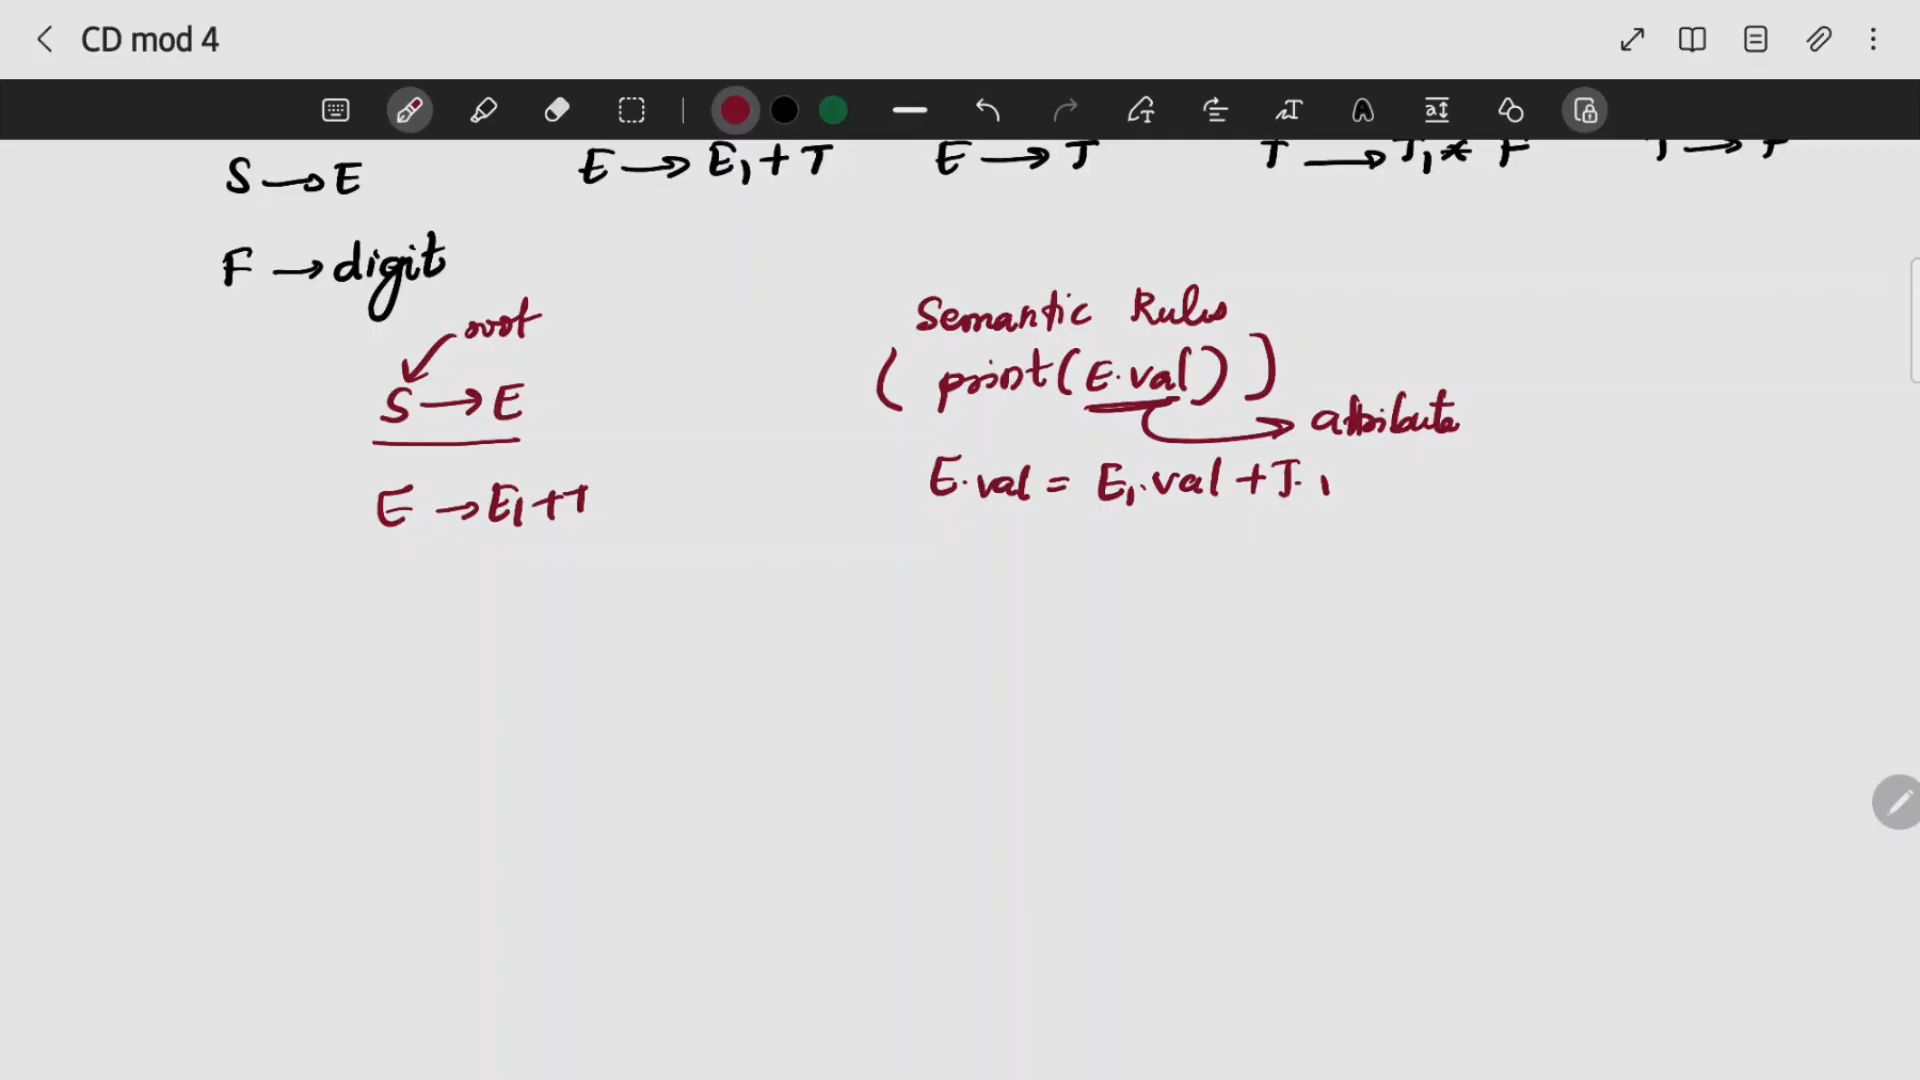 CD mod 4
S → E E → E₁ + T E → T T → T₁ * F T → F
F → digit
root
Semantic Rules
S → E ( print(E.val) )
attribute
E → E₁ + T E.val = E₁.val + T.